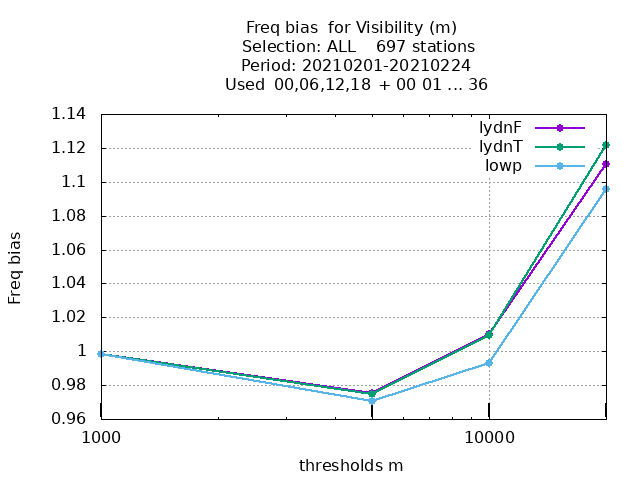 Freq bias  for Visibility (m)
Selection: ALL    697 stations
Period: 20210201-20210224
Used  00,06,12,18  + 00 01 ... 36
1.14
1.12
1.1
1.08
1.06
1.04
1.02
1
0.98
0.96
Freq bias
lydnF
lydnT
lowp
1000
10000
thresholds m